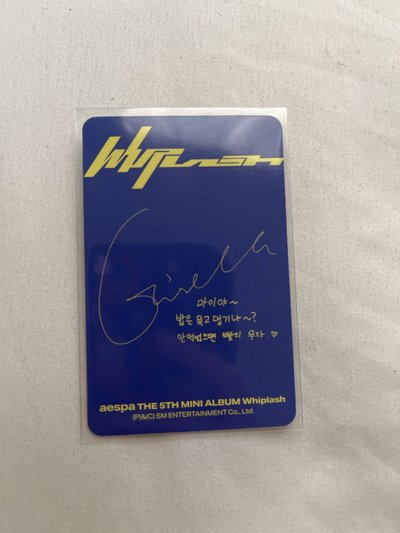 Whiplash
Giselle
마이야~
밥은 묵고 댕기나~?
안먹었으면 빨리 무라.♡
aespa THE 5TH MINI ALBUM Whiplash
(P)&(C) SM ENTERTAINMENT Co., Ltd.